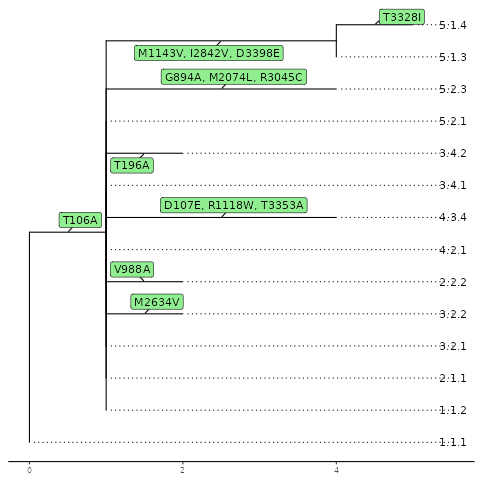 T3328I
5.1.4
M1143V, I2842V, D3398E
5.1.3
G894A, M2074L, R3045C
5.2.3
5.2.1
3.4.2
T196A
3.4.1
D107E, R1118W, T3353A
4.3.4
T106A
4.2.1
V988A
2.2.2
M2634V
3.2.2
3.2.1
2.1.1
1.1.2
1.1.1
0 2 4